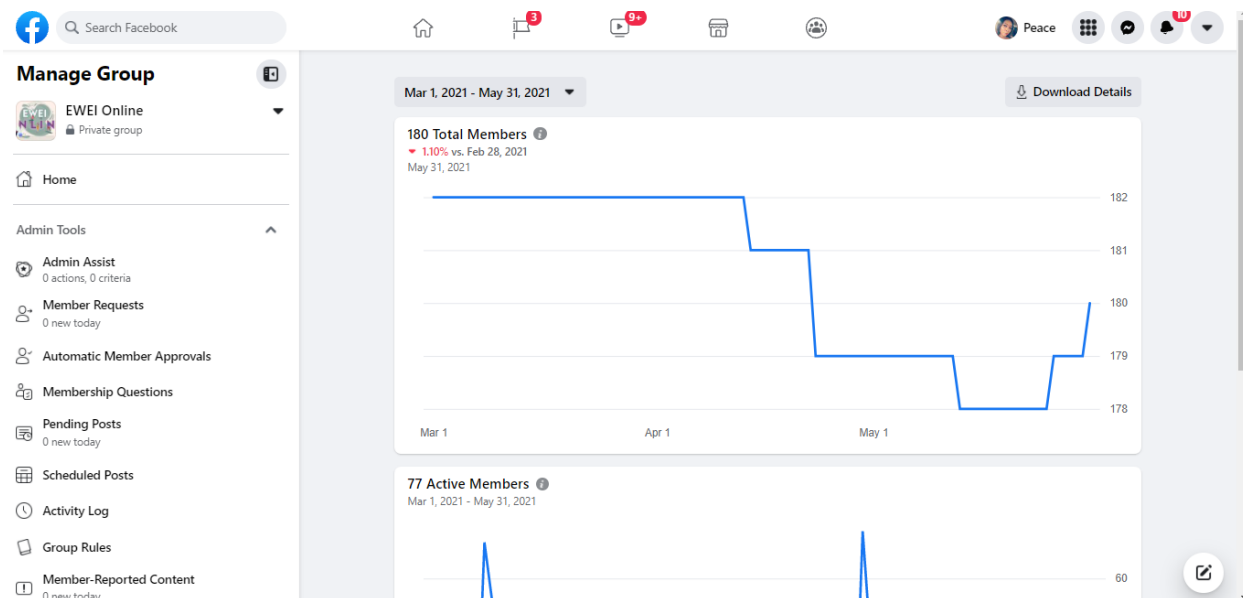 Search Facebook
3
9+
Peace
10
Manage Group
EWEI Online
Private group
Home
Admin Tools
Admin Assist
0 actions, 0 criteria
Member Requests
0 new today
Automatic Member Approvals
Membership Questions
Pending Posts
0 new today
Scheduled Posts
Activity Log
Group Rules
Member-Reported Content
0 new today
Mar 1, 2021 - May 31, 2021
Download Details
180 Total Members
1.10% vs. Feb 28, 2021
May 31, 2021
182
181
180
179
178
Mar 1 Apr 1 May 1
77 Active Members
Mar 1, 2021 - May 31, 2021
60